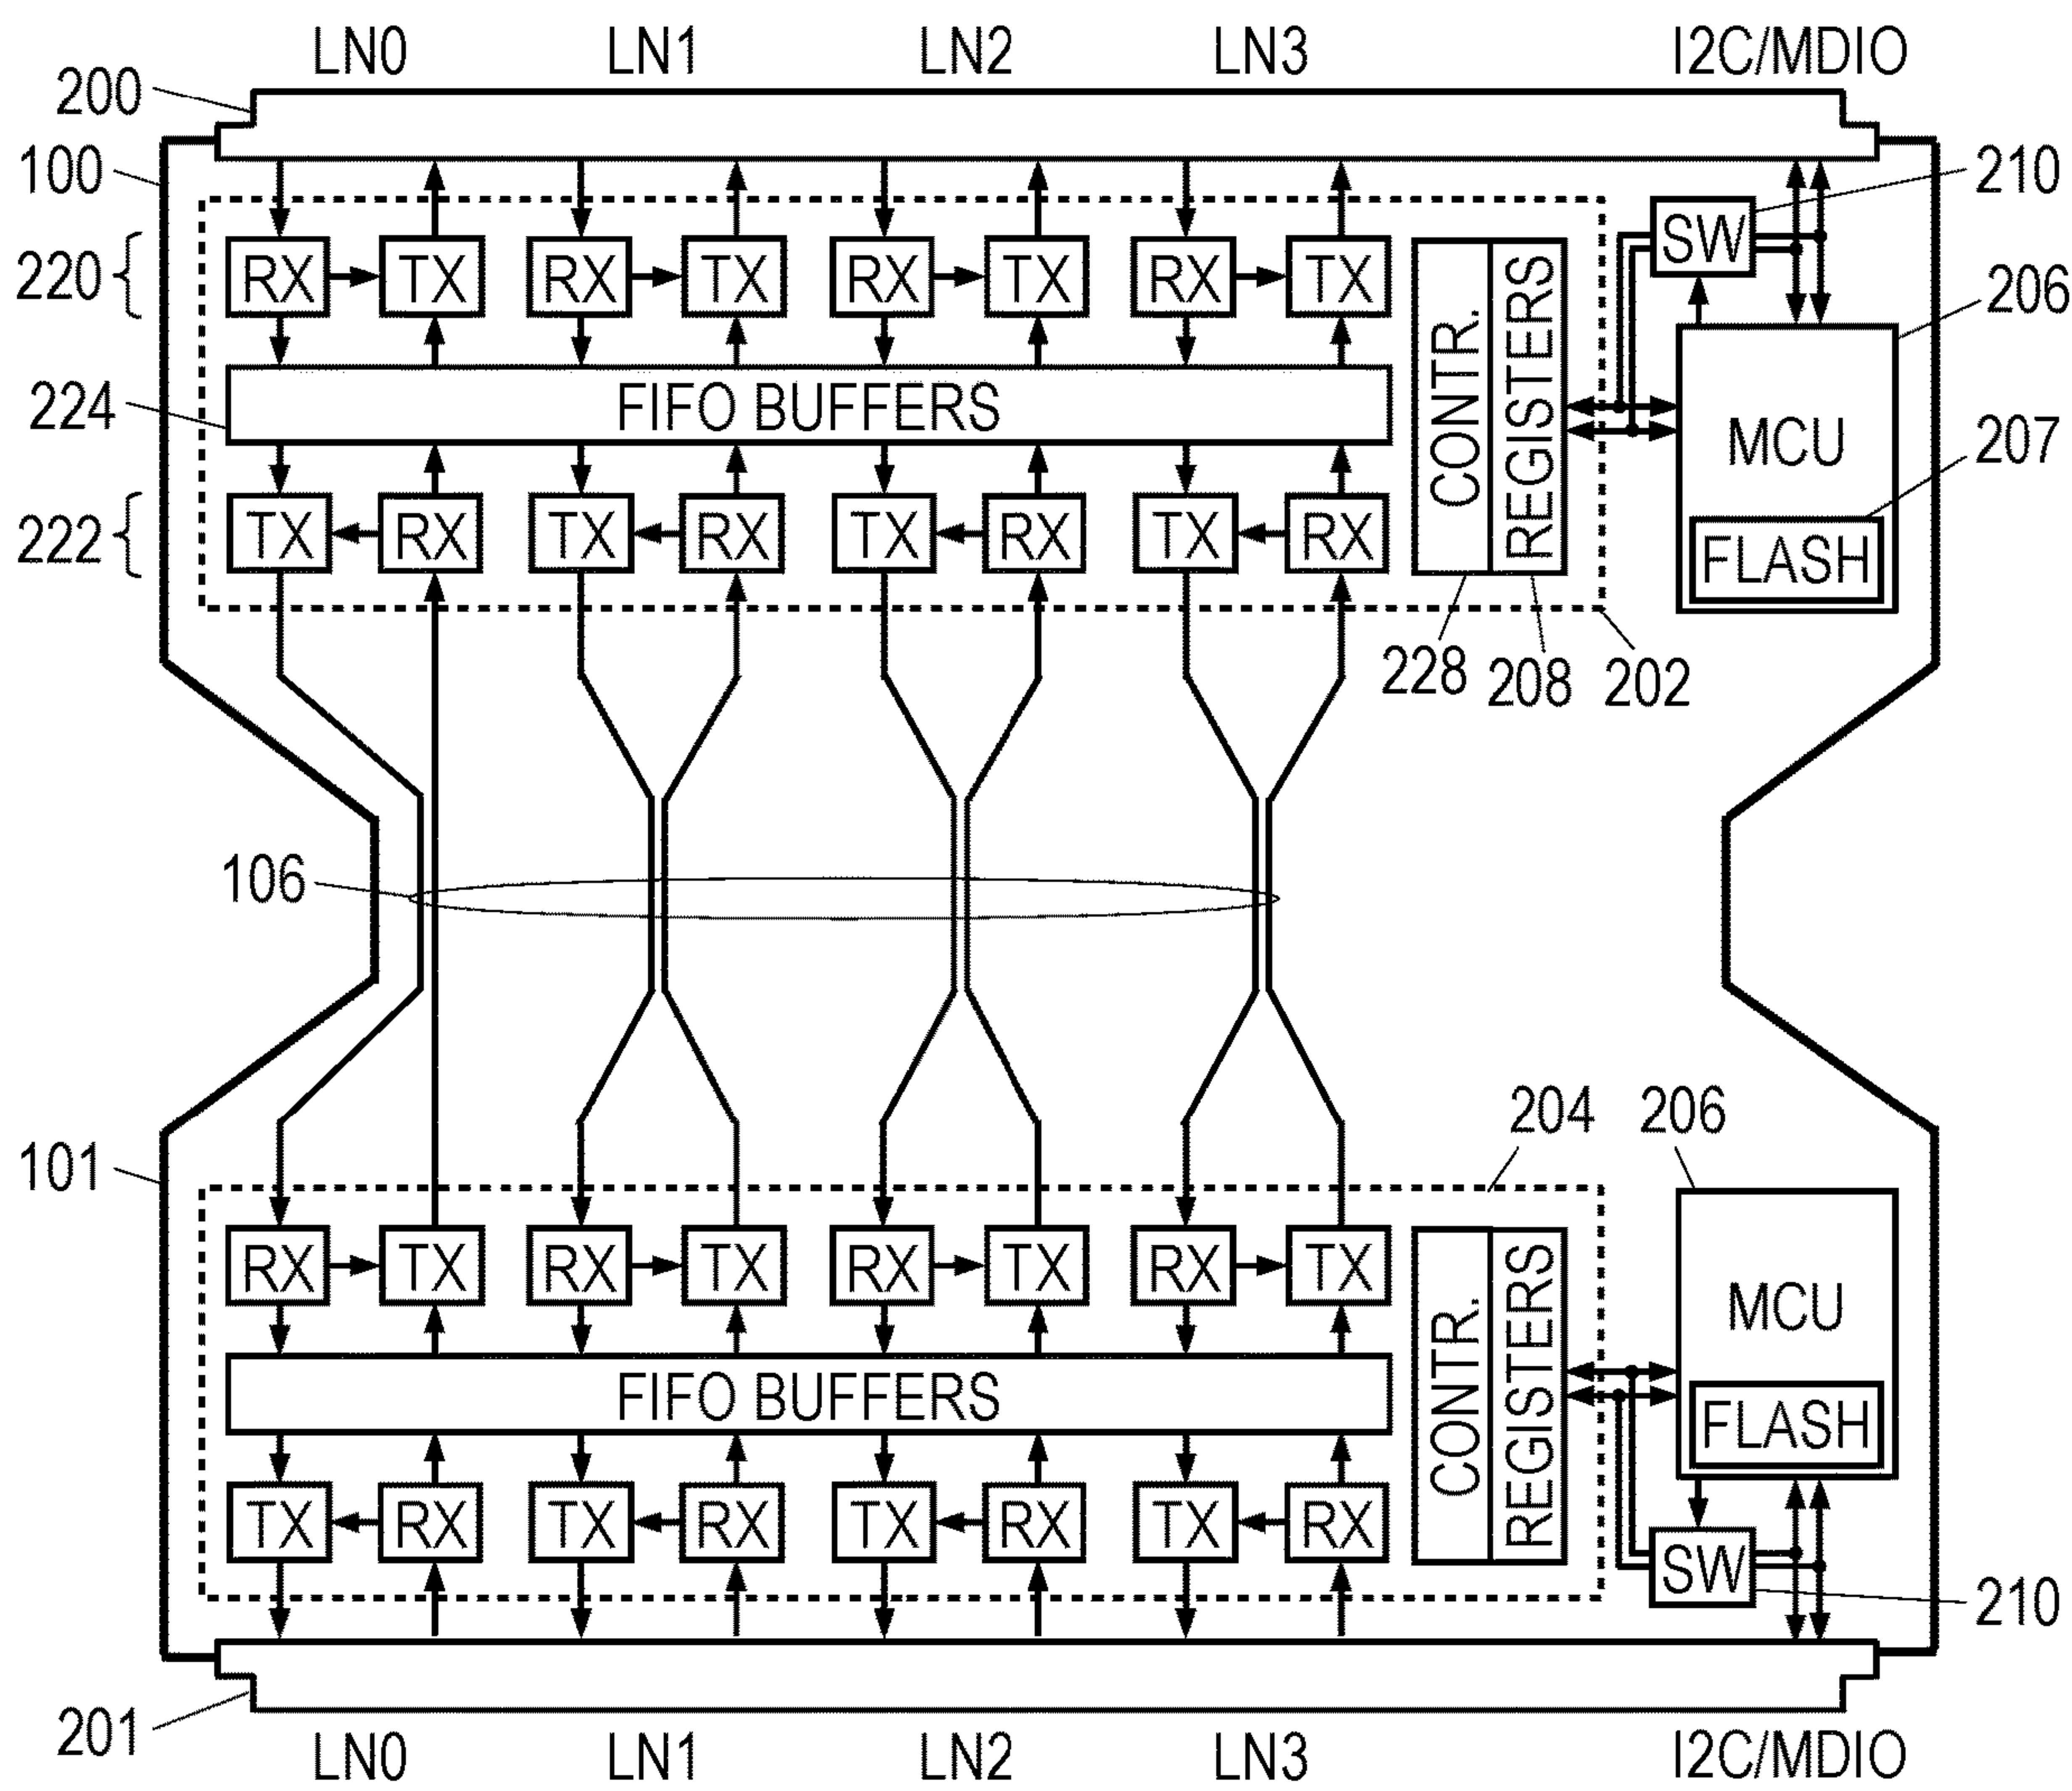 LN0 LN1 LN2 LN3 I2C/MDIO
200
100
210
SW
220 RX TX RX TX RX TX RX TX
206
CONTR.
REGISTERS
224 FIFO BUFFERS
MCU
207
222 TX RX TX RX TX RX TX RX
FLASH
228 208 202
106
204 206
101
RX TX RX TX RX TX RX TX
CONTR.
REGISTERS
MCU
FIFO BUFFERS
FLASH
TX RX TX RX TX RX TX RX
SW
210
201
LN0 LN1 LN2 LN3 I2C/MDIO